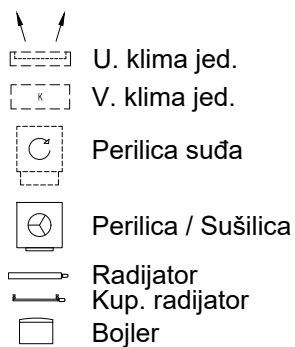 U. klima jed.
K V. klima jed.
Perilica suđa
Perilica / Sušilica
Radijator
Kup. radijator
Bojler